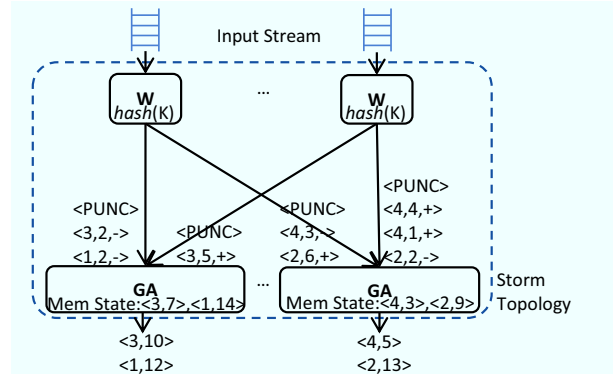 Input Stream
W
hash(K)
...
W
hash(K)
<PUNC>
<3,2,->
<1,2,->
<PUNC>
<3,5,+>
<PUNC>
<4,3,->
<2,6,+>
<PUNC>
<4,4,+>
<4,1,+>
<2,2,->
GA
Mem State:<3,7>,<1,14>
...
GA
Mem State:<4,3>,<2,9>
Storm
Topology
<3,10>
<1,12>
<4,5>
<2,13>